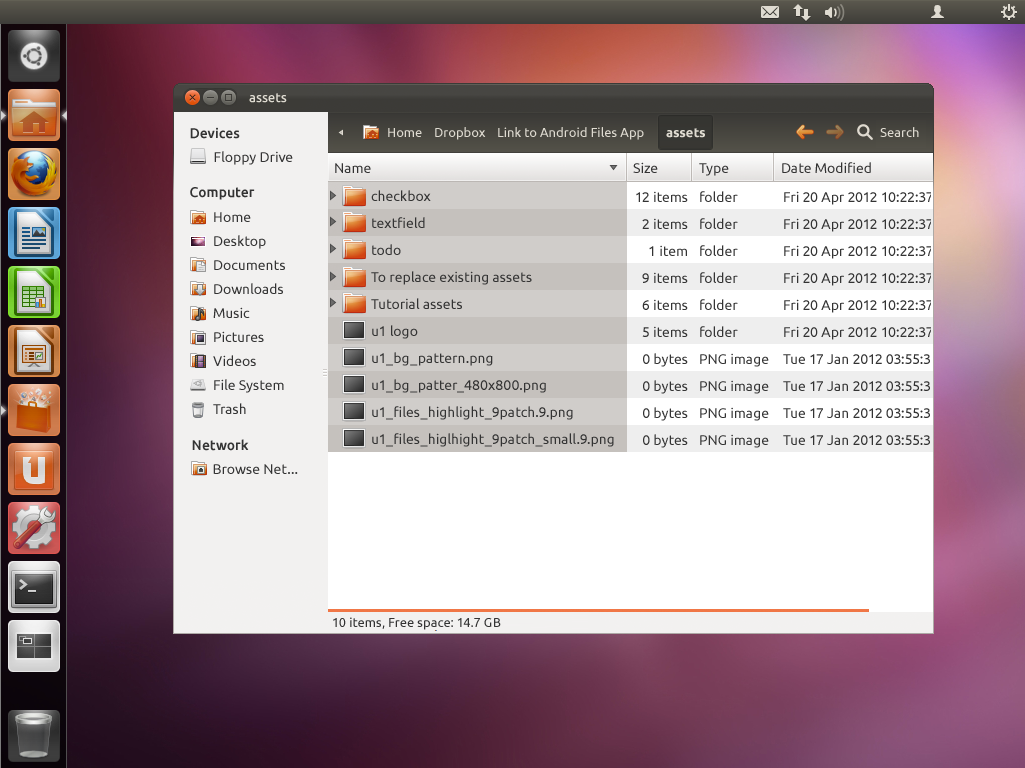 assets
Devices
Floppy Drive
Computer
Home
Desktop
Documents
Downloads
Music
Pictures
Videos
File System
Trash
Network
Browse Net...
Home Dropbox Link to Android Files App assets Search
Name Size Type Date Modified
checkbox 12 items folder Fri 20 Apr 2012 10:22:37
textfield 2 items folder Fri 20 Apr 2012 10:22:37
todo 1 item folder Fri 20 Apr 2012 10:22:37
To replace existing assets 9 items folder Fri 20 Apr 2012 10:22:37
Tutorial assets 6 items folder Fri 20 Apr 2012 10:22:37
u1 logo 5 items folder Fri 20 Apr 2012 10:22:37
u1_bg_pattern.png 0 bytes PNG image Tue 17 Jan 2012 03:55:3
u1_bg_patter_480x800.png 0 bytes PNG image Tue 17 Jan 2012 03:55:3
u1_files_highlight_9patch.9.png 0 bytes PNG image Tue 17 Jan 2012 03:55:3
u1_files_higlhight_9patch_small.9.png 0 bytes PNG image Tue 17 Jan 2012 03:55:3
10 items, Free space: 14.7 GB